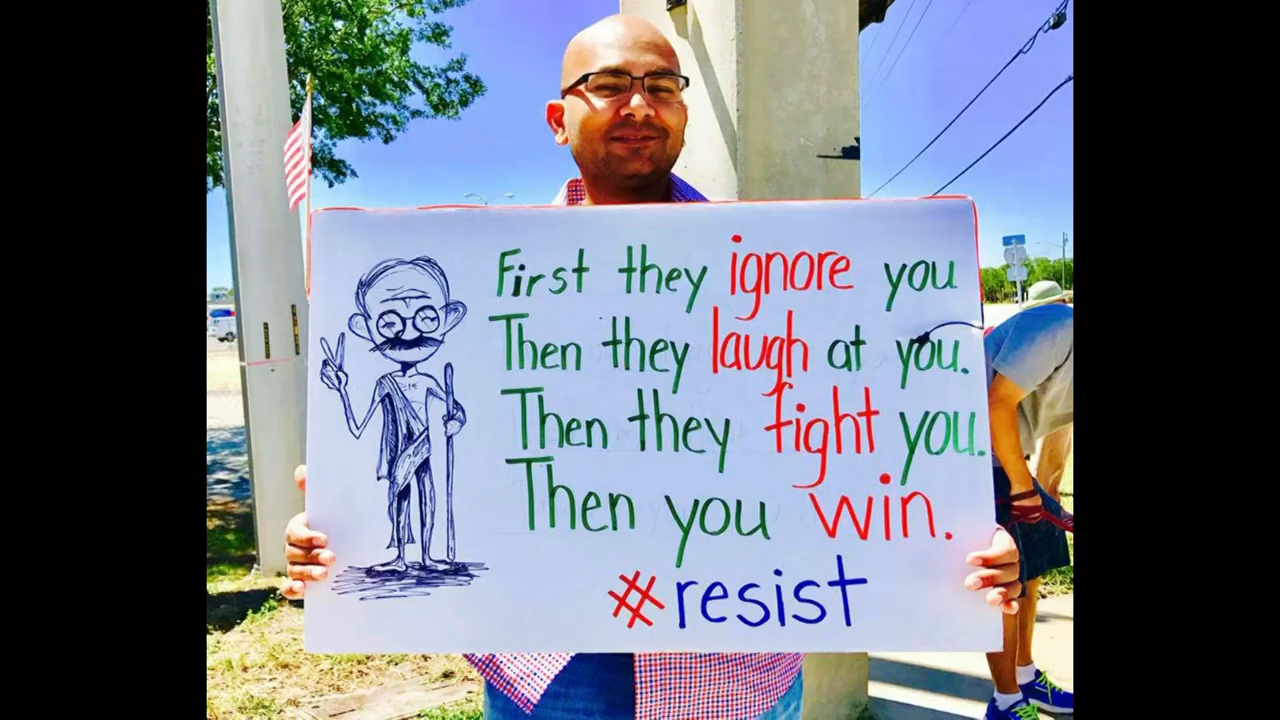 First they ignore you
Then they laugh at you.
Then they fight you.
Then you win.
#resist